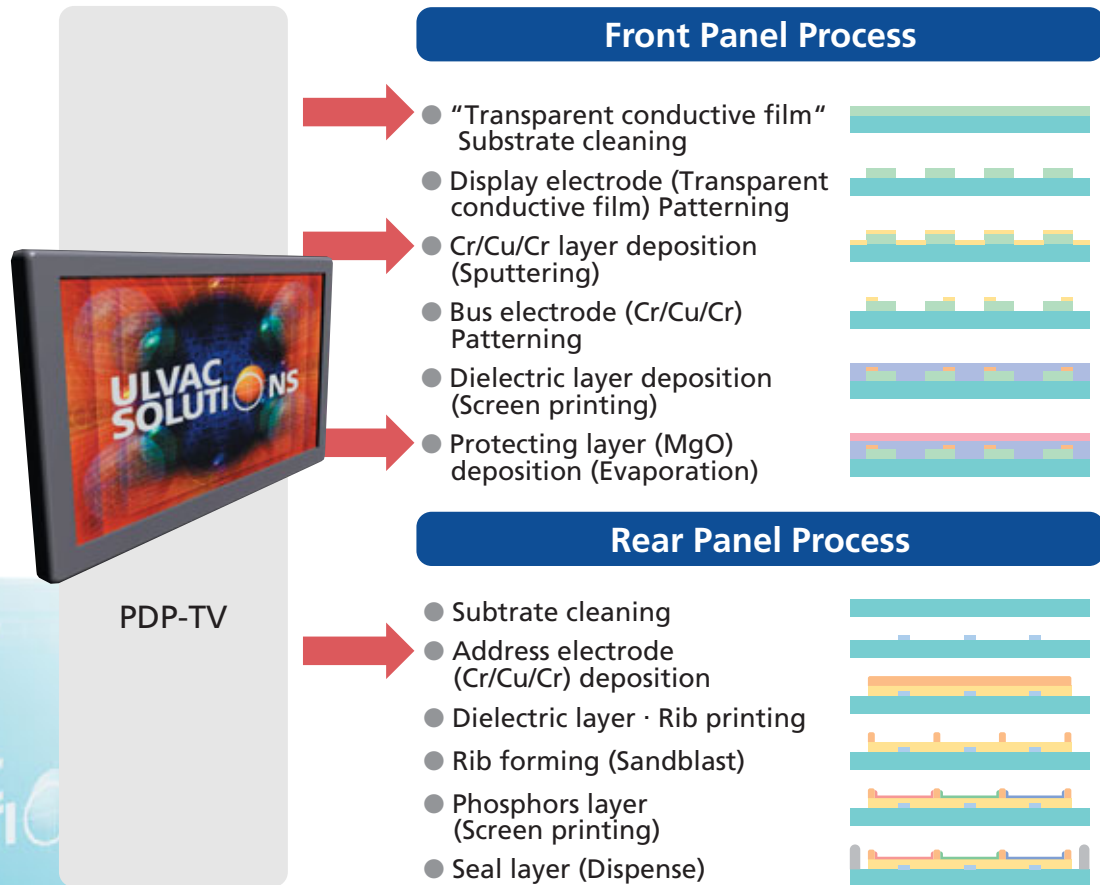 Front Panel Process
“Transparent conductive film“
Substrate cleaning
Display electrode (Transparent
conductive film) Patterning
Cr/Cu/Cr layer deposition
(Sputtering)
Bus electrode (Cr/Cu/Cr)
Patterning
Dielectric layer deposition
(Screen printing)
Protecting layer (MgO)
deposition (Evaporation)
ULVAC
SOLUTIONS
PDP-TV
Rear Panel Process
Subtrate cleaning
Address electrode
(Cr/Cu/Cr) deposition
Dielectric layer · Rib printing
Rib forming (Sandblast)
Phosphors layer
(Screen printing)
Seal layer (Dispense)